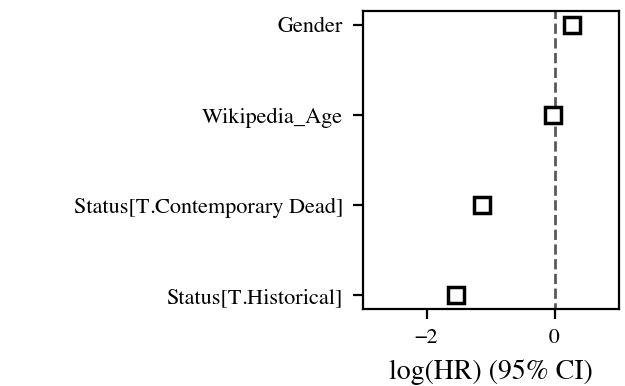 Gender
Wikipedia_Age
Status[T.Contemporary Dead]
Status[T.Historical]
−2 0
log(HR) (95% CI)